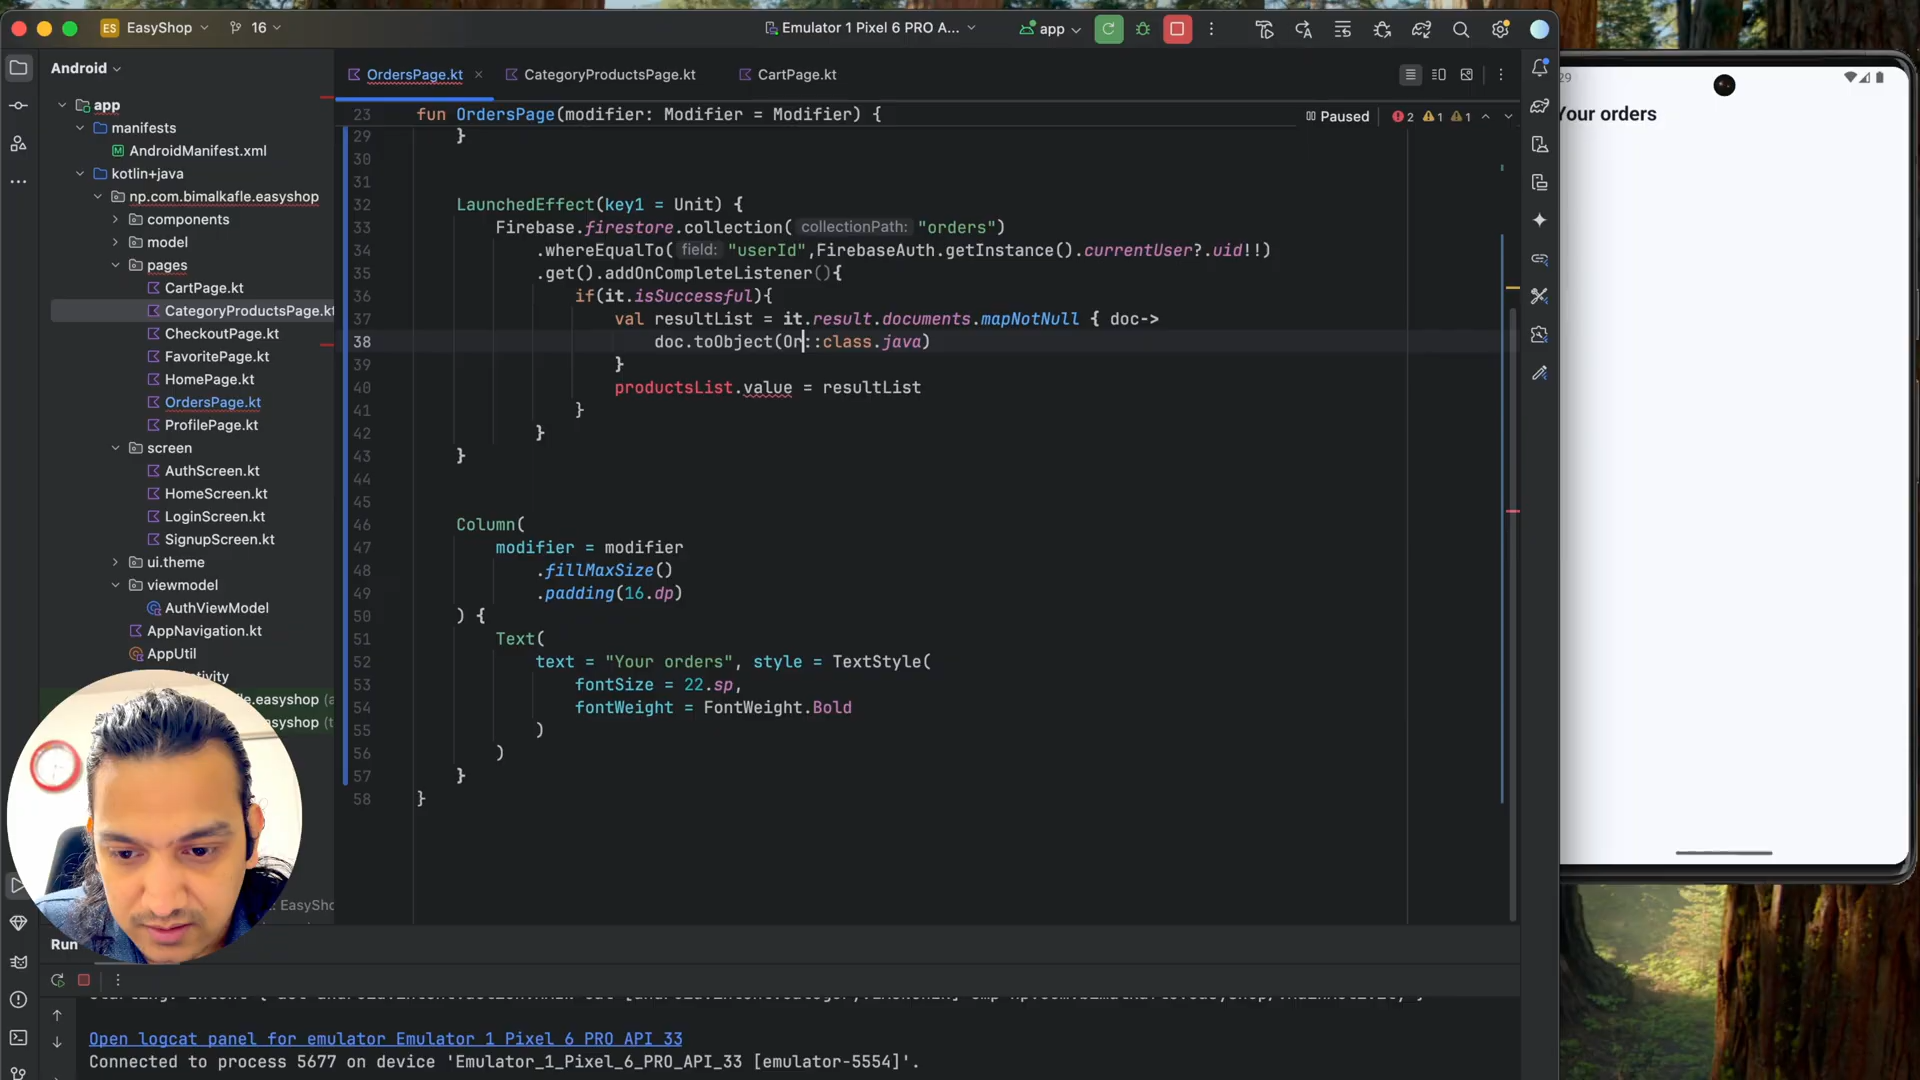 ES EasyShop
16
Emulator 1 Pixel 6 PRO A...
app
Android
OrdersPage.kt
CategoryProductsPage.kt
CartPage.kt
app
manifests
AndroidManifest.xml
kotlin+java
np.com.bimalkafle.easyshop
components
model
pages
CartPage.kt
CategoryProductsPage.kt
CheckoutPage.kt
FavoritePage.kt
HomePage.kt
OrdersPage.kt
ProfilePage.kt
screen
AuthScreen.kt
HomeScreen.kt
LoginScreen.kt
SignupScreen.kt
ui.theme
viewmodel
AuthViewModel
AppNavigation.kt
AppUtil
Paused 2 1 1
23 fun OrdersPage(modifier: Modifier = Modifier) {
29 }
30
31
32 LaunchedEffect(key1 = Unit) {
33 Firebase.firestore.collection( collectionPath: "orders")
34 .whereEqualTo( field: "userId",FirebaseAuth.getInstance().currentUser?.uid!!)
35 .get().addOnCompleteListener(){
36 if(it.isSuccessful){
37 val resultList = it.result.documents.mapNotNull { doc->
38 doc.toObject(Or::class.java)
39 }
40 productsList.value = resultList
41 }
42 }
43 }
44
45
46 Column(
47 modifier = modifier
48 .fillMaxSize()
49 .padding(16.dp)
50 ) {
51 Text(
52 text = "Your orders", style = TextStyle(
53 fontSize = 22.sp,
54 fontWeight = FontWeight.Bold
55 )
56 )
57 }
58 }
Run
Open logcat panel for emulator Emulator 1 Pixel 6 PRO API 33
Connected to process 5677 on device 'Emulator_1_Pixel_6_PRO_API_33 [emulator-5554]'.
29
Your orders